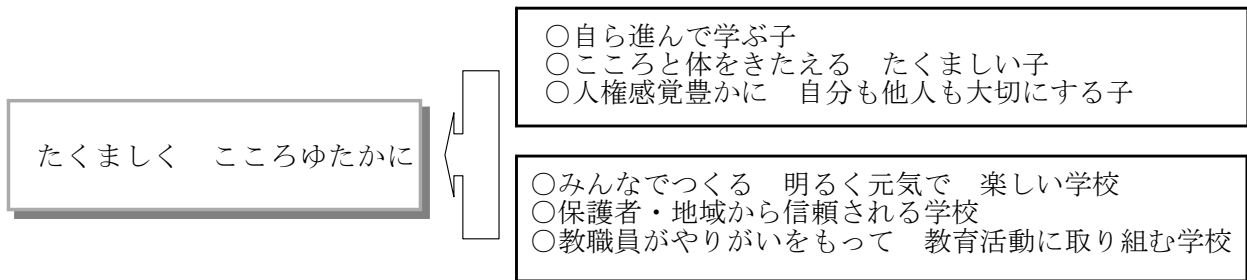 ○自ら進んで学ぶ子
○こころと体をきたえる　たくましい子
○人権感覚豊かに　自分も他人も大切にする子
たくましく　こころゆたかに
○みんなでつくる　明るく元気で　楽しい学校
○保護者・地域から信頼される学校
○教職員がやりがいをもって　教育活動に取り組む学校